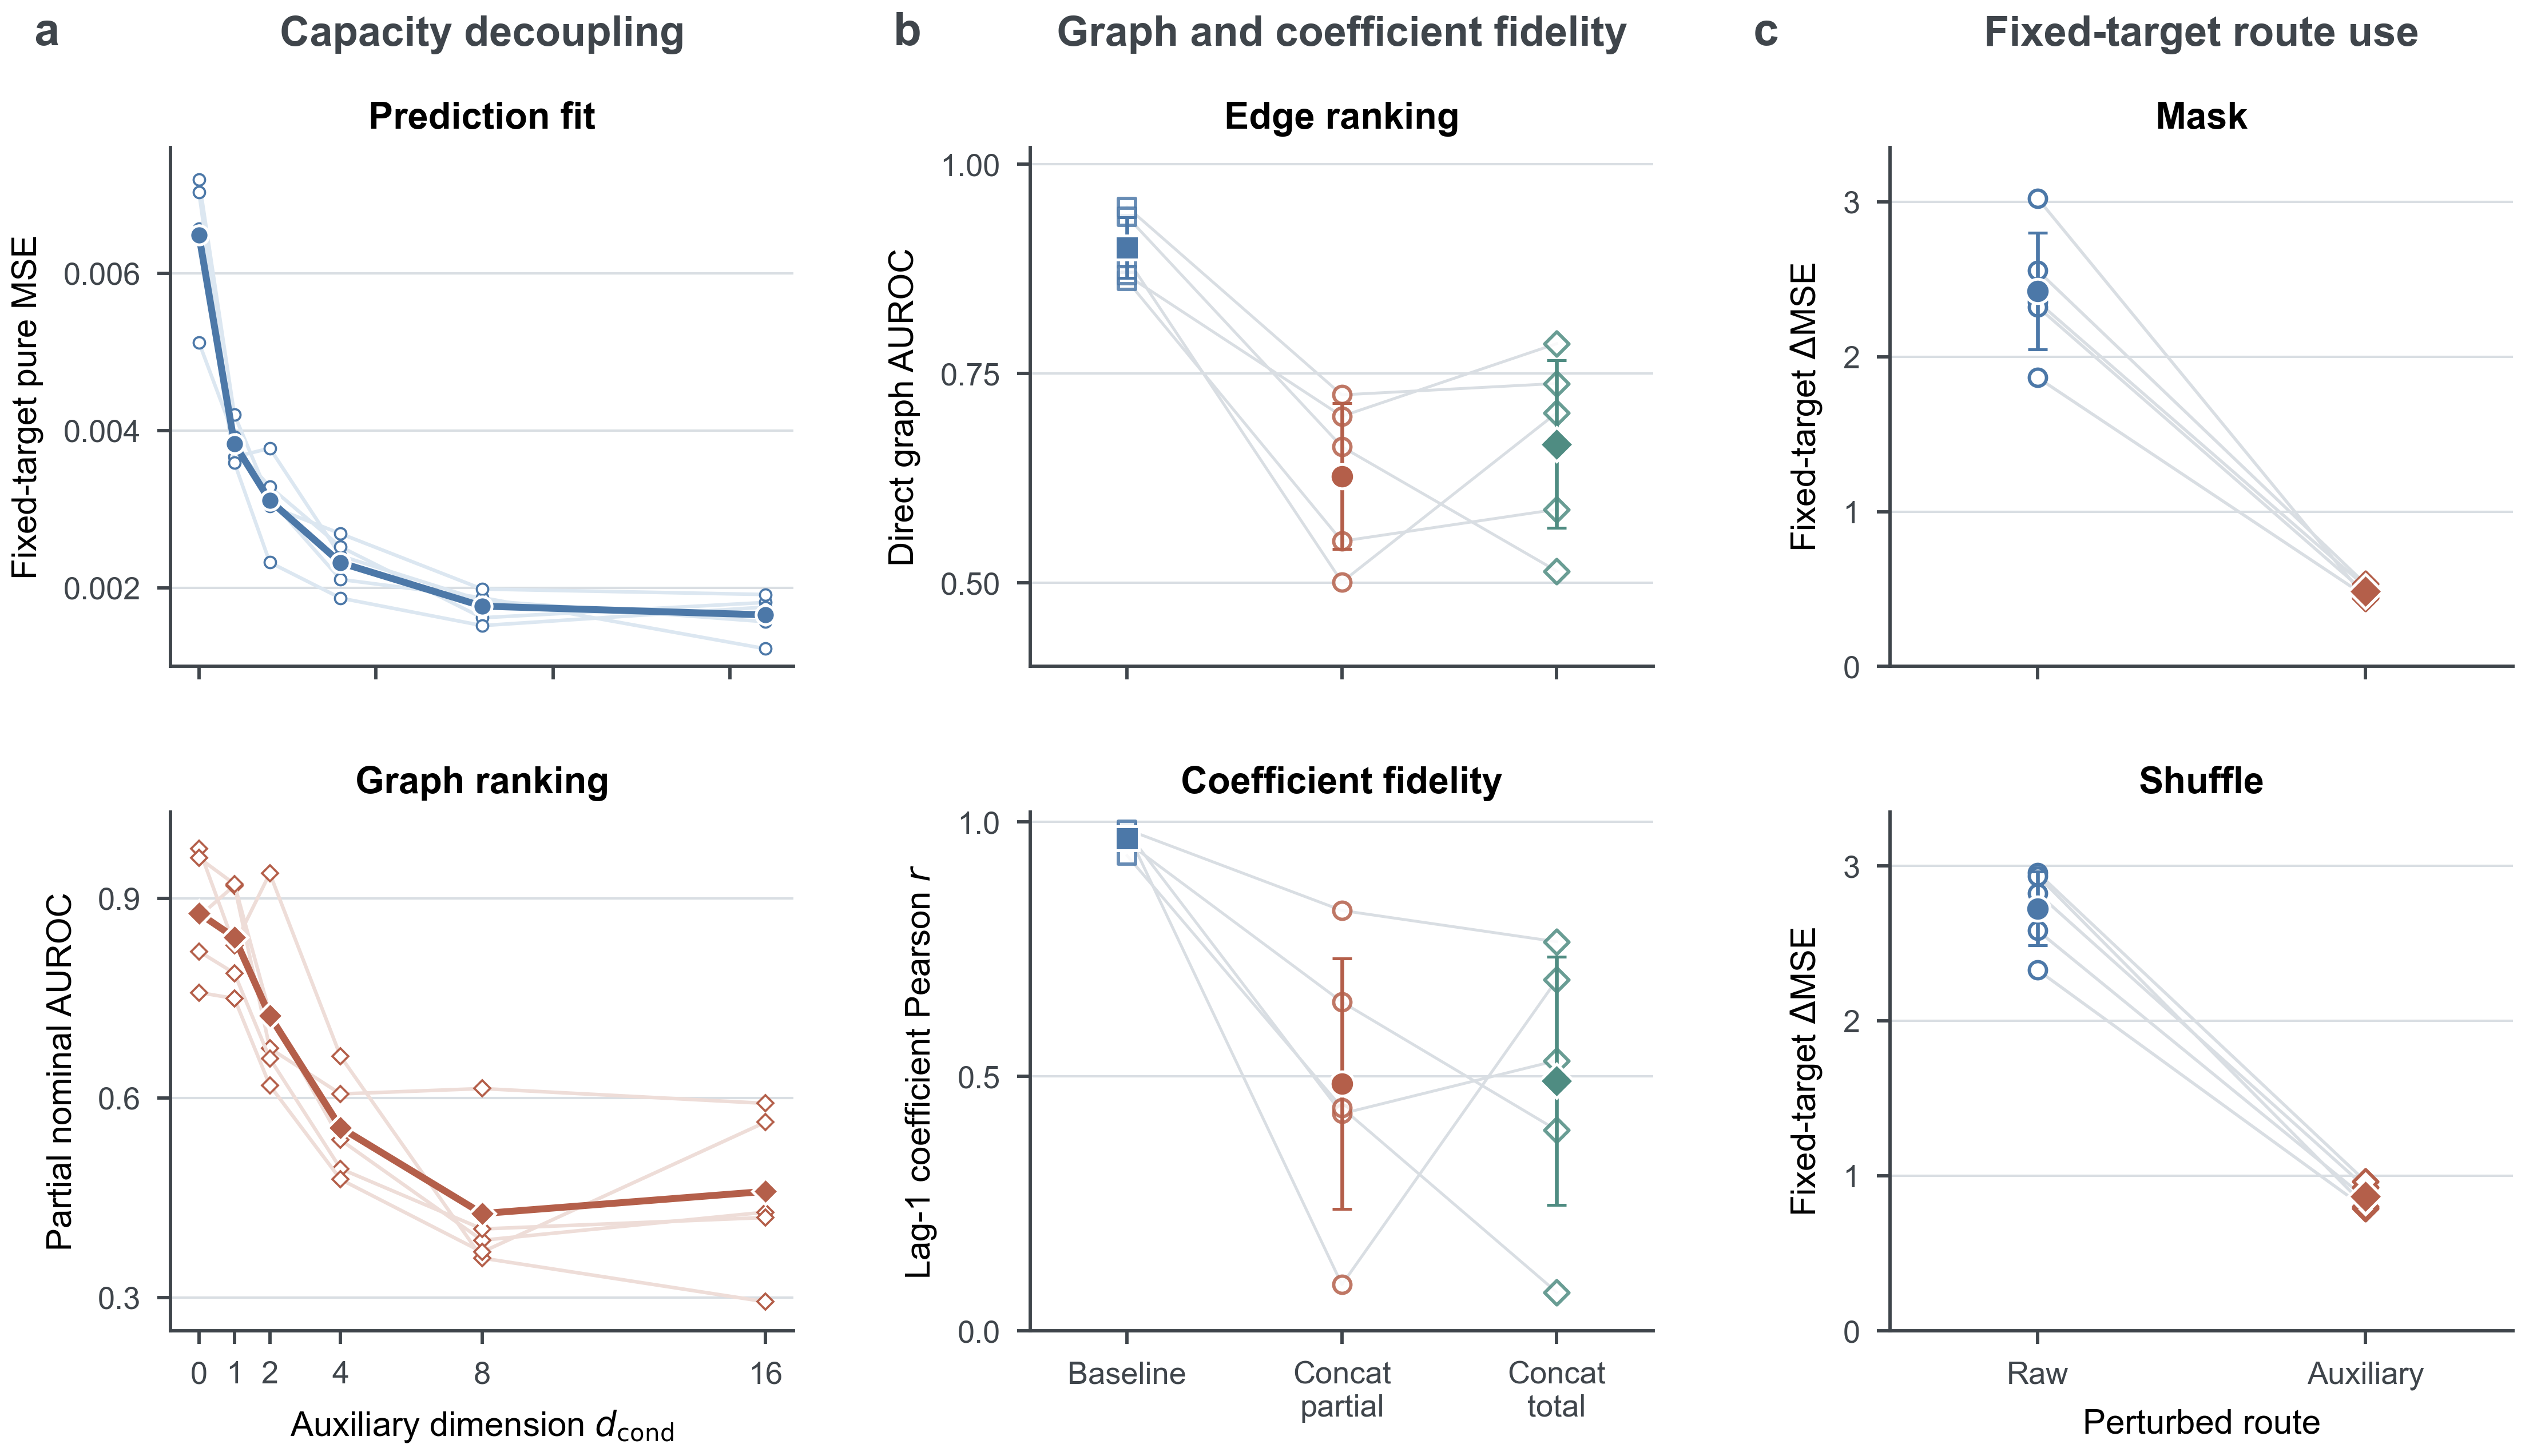 a
Capacity decoupling
Prediction fit
Fixed-target pure MSE
0.006
0.004
0.002
Graph ranking
Partial nominal AUROC
0.9
0.6
0.3
0 1 2 4 8 16
Auxiliary dimension dcond
b
Graph and coefficient fidelity
Edge ranking
Direct graph AUROC
1.00
0.75
0.50
Coefficient fidelity
Lag-1 coefficient Pearson r
1.0
0.5
0.0
Baseline
Concat
partial
Concat
total
c
Fixed-target route use
Mask
Fixed-target ΔMSE
3
2
1
0
Shuffle
Fixed-target ΔMSE
3
2
1
0
Raw Auxiliary
Perturbed route